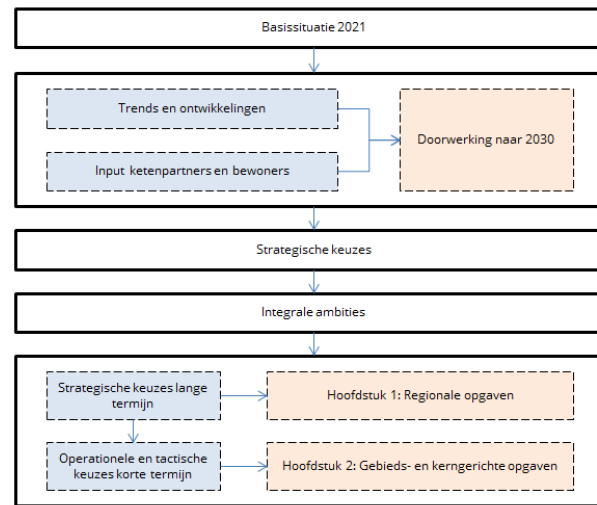 Basissituatie 2021
Trends en ontwikkelingen
Input ketenpartners en bewoners
Doorwerking naar 2030
Strategische keuzes
Integrale ambities
Strategische keuzes lange
termijn
Hoofdstuk 1: Regionale opgaven
Operationele en tactische
keuzes korte termijn
Hoofdstuk 2: Gebieds- en kerngerichte opgaven